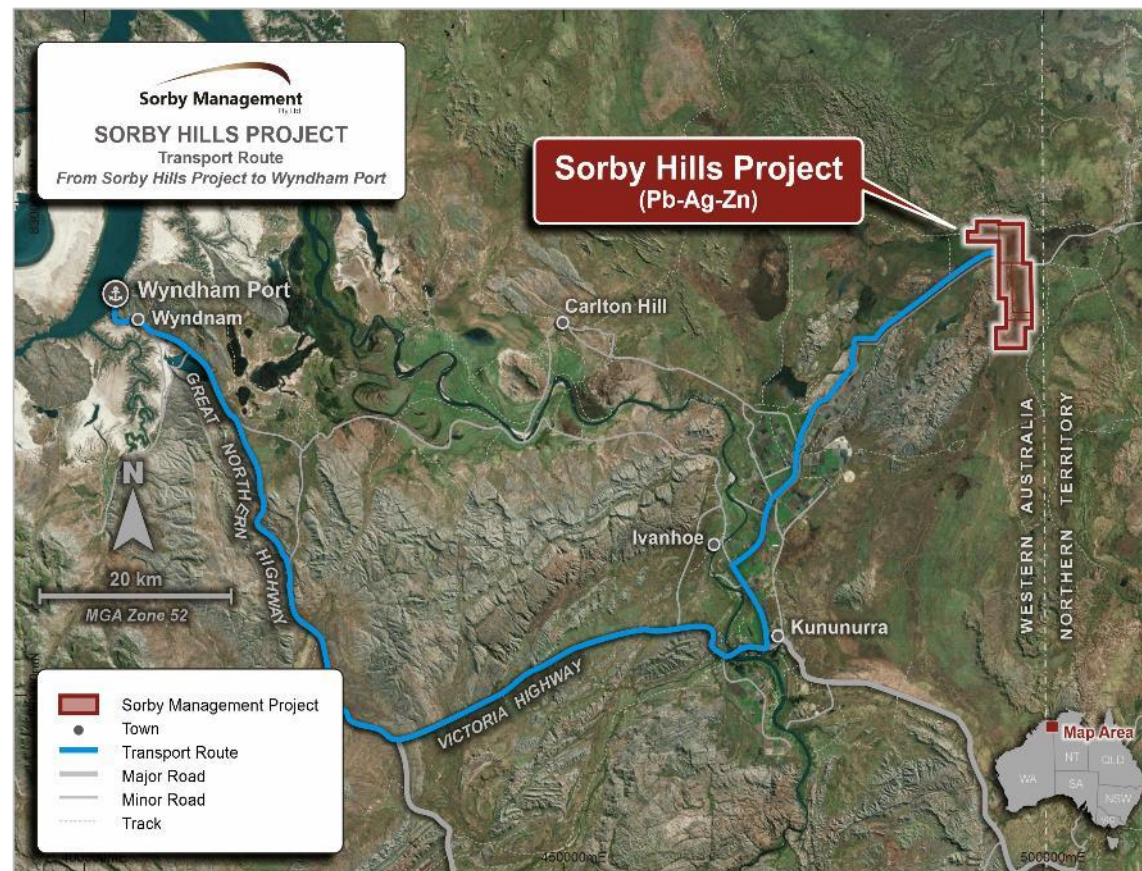 Sorby Management
Pty Ltd
SORBY HILLS PROJECT
Transport Route
From Sorby Hills Project to Wyndham Port
Sorby Hills Project
(Pb-Ag-Zn)
Wyndham Port
Wyndnam
Carlton Hill
GREAT NORTHERN HIGHWAY
WESTERN AUSTRALIA
NORTHERN TERRITORY
N
Ivanhoe
20 km
MGA Zone 52
Kununurra
VICTORIA HIGHWAY
Sorby Management Project
Town
Transport Route
Major Road
Minor Road
Track
Map Area
WA
NT
QLD
SA
NSW
VIC
450000mE
500000mE